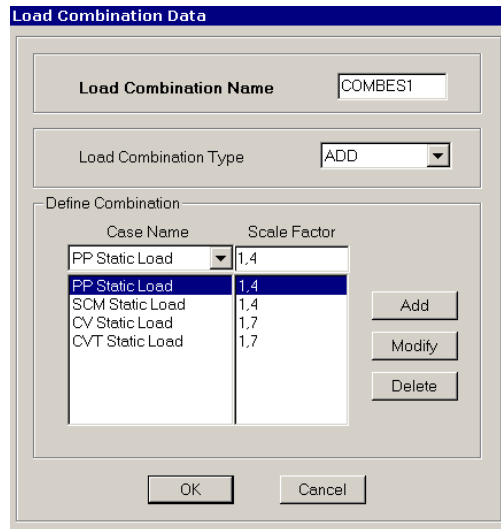 Load Combination Data
Load Combination Name COMBES1
Load Combination Type ADD
Define Combination
Case Name Scale Factor
PP Static Load 1,4
PP Static Load 1,4
SCM Static Load 1,4
CV Static Load 1,7
CVT Static Load 1,7
Add
Modify
Delete
OK Cancel